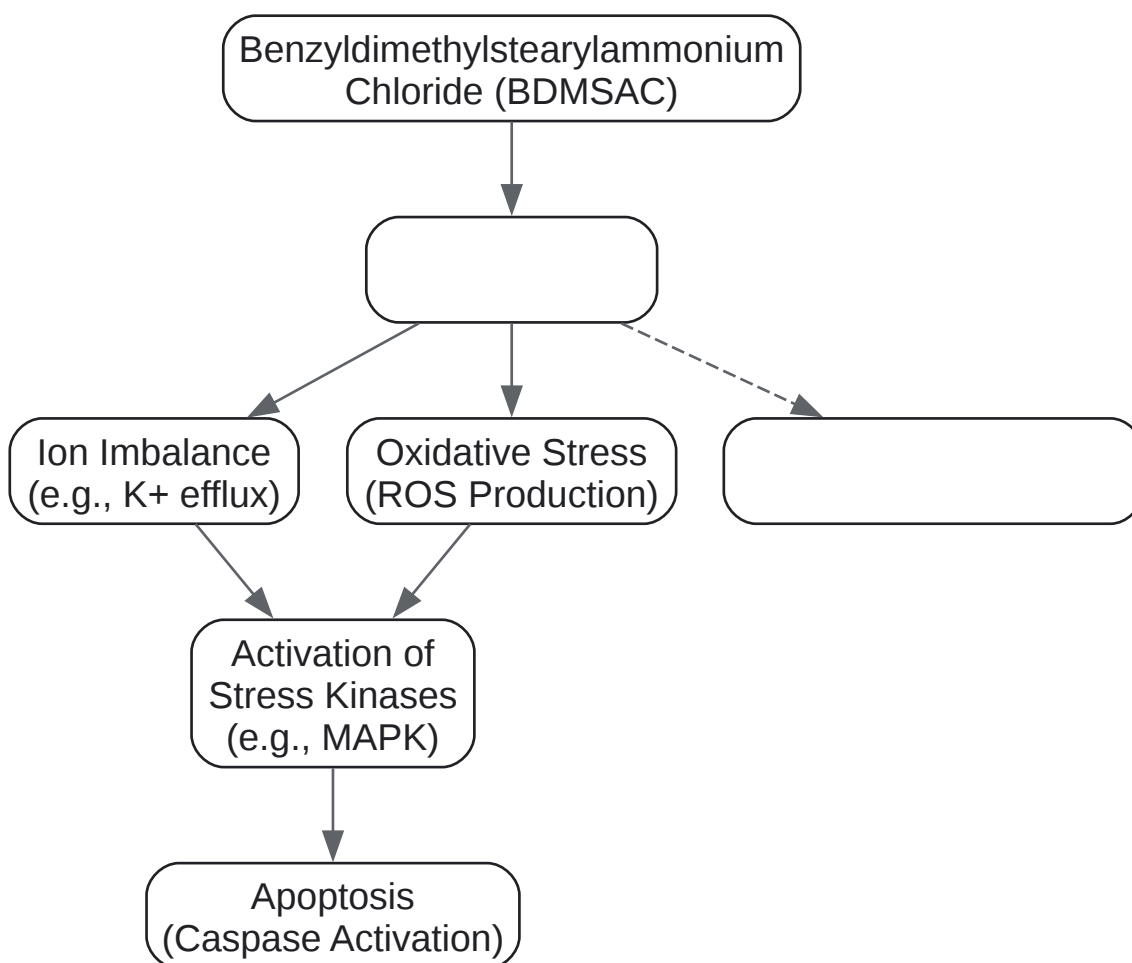 Benzyldimethylstearylammonium
Chloride (BDMSAC)
Ion Imbalance
(e.g., K+ efflux)
Oxidative Stress
(ROS Production)
Activation of
Stress Kinases
(e.g., MAPK)
Apoptosis
(Caspase Activation)